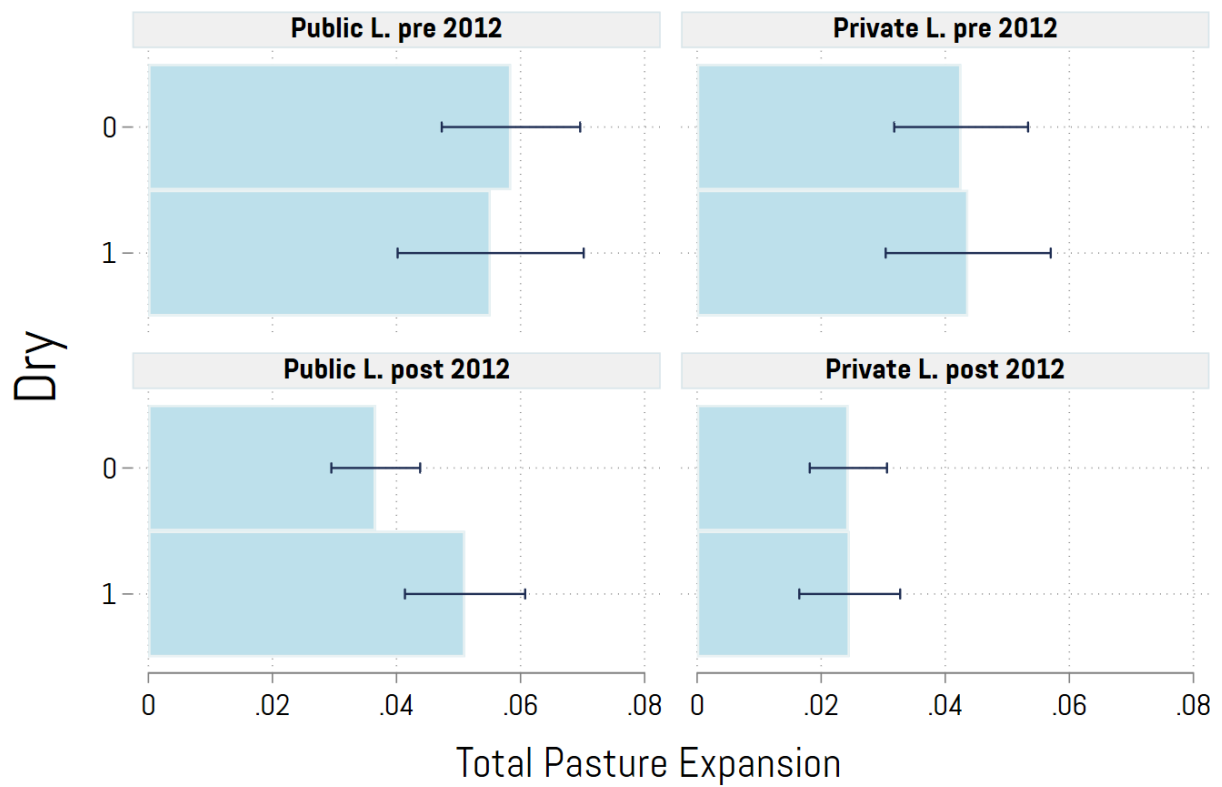 Public L. pre 2012
Private L. pre 2012
0
1
Dry
Public L. post 2012
Private L. post 2012
0
1
0 .02 .04 .06 .08
0 .02 .04 .06 .08
Total Pasture Expansion